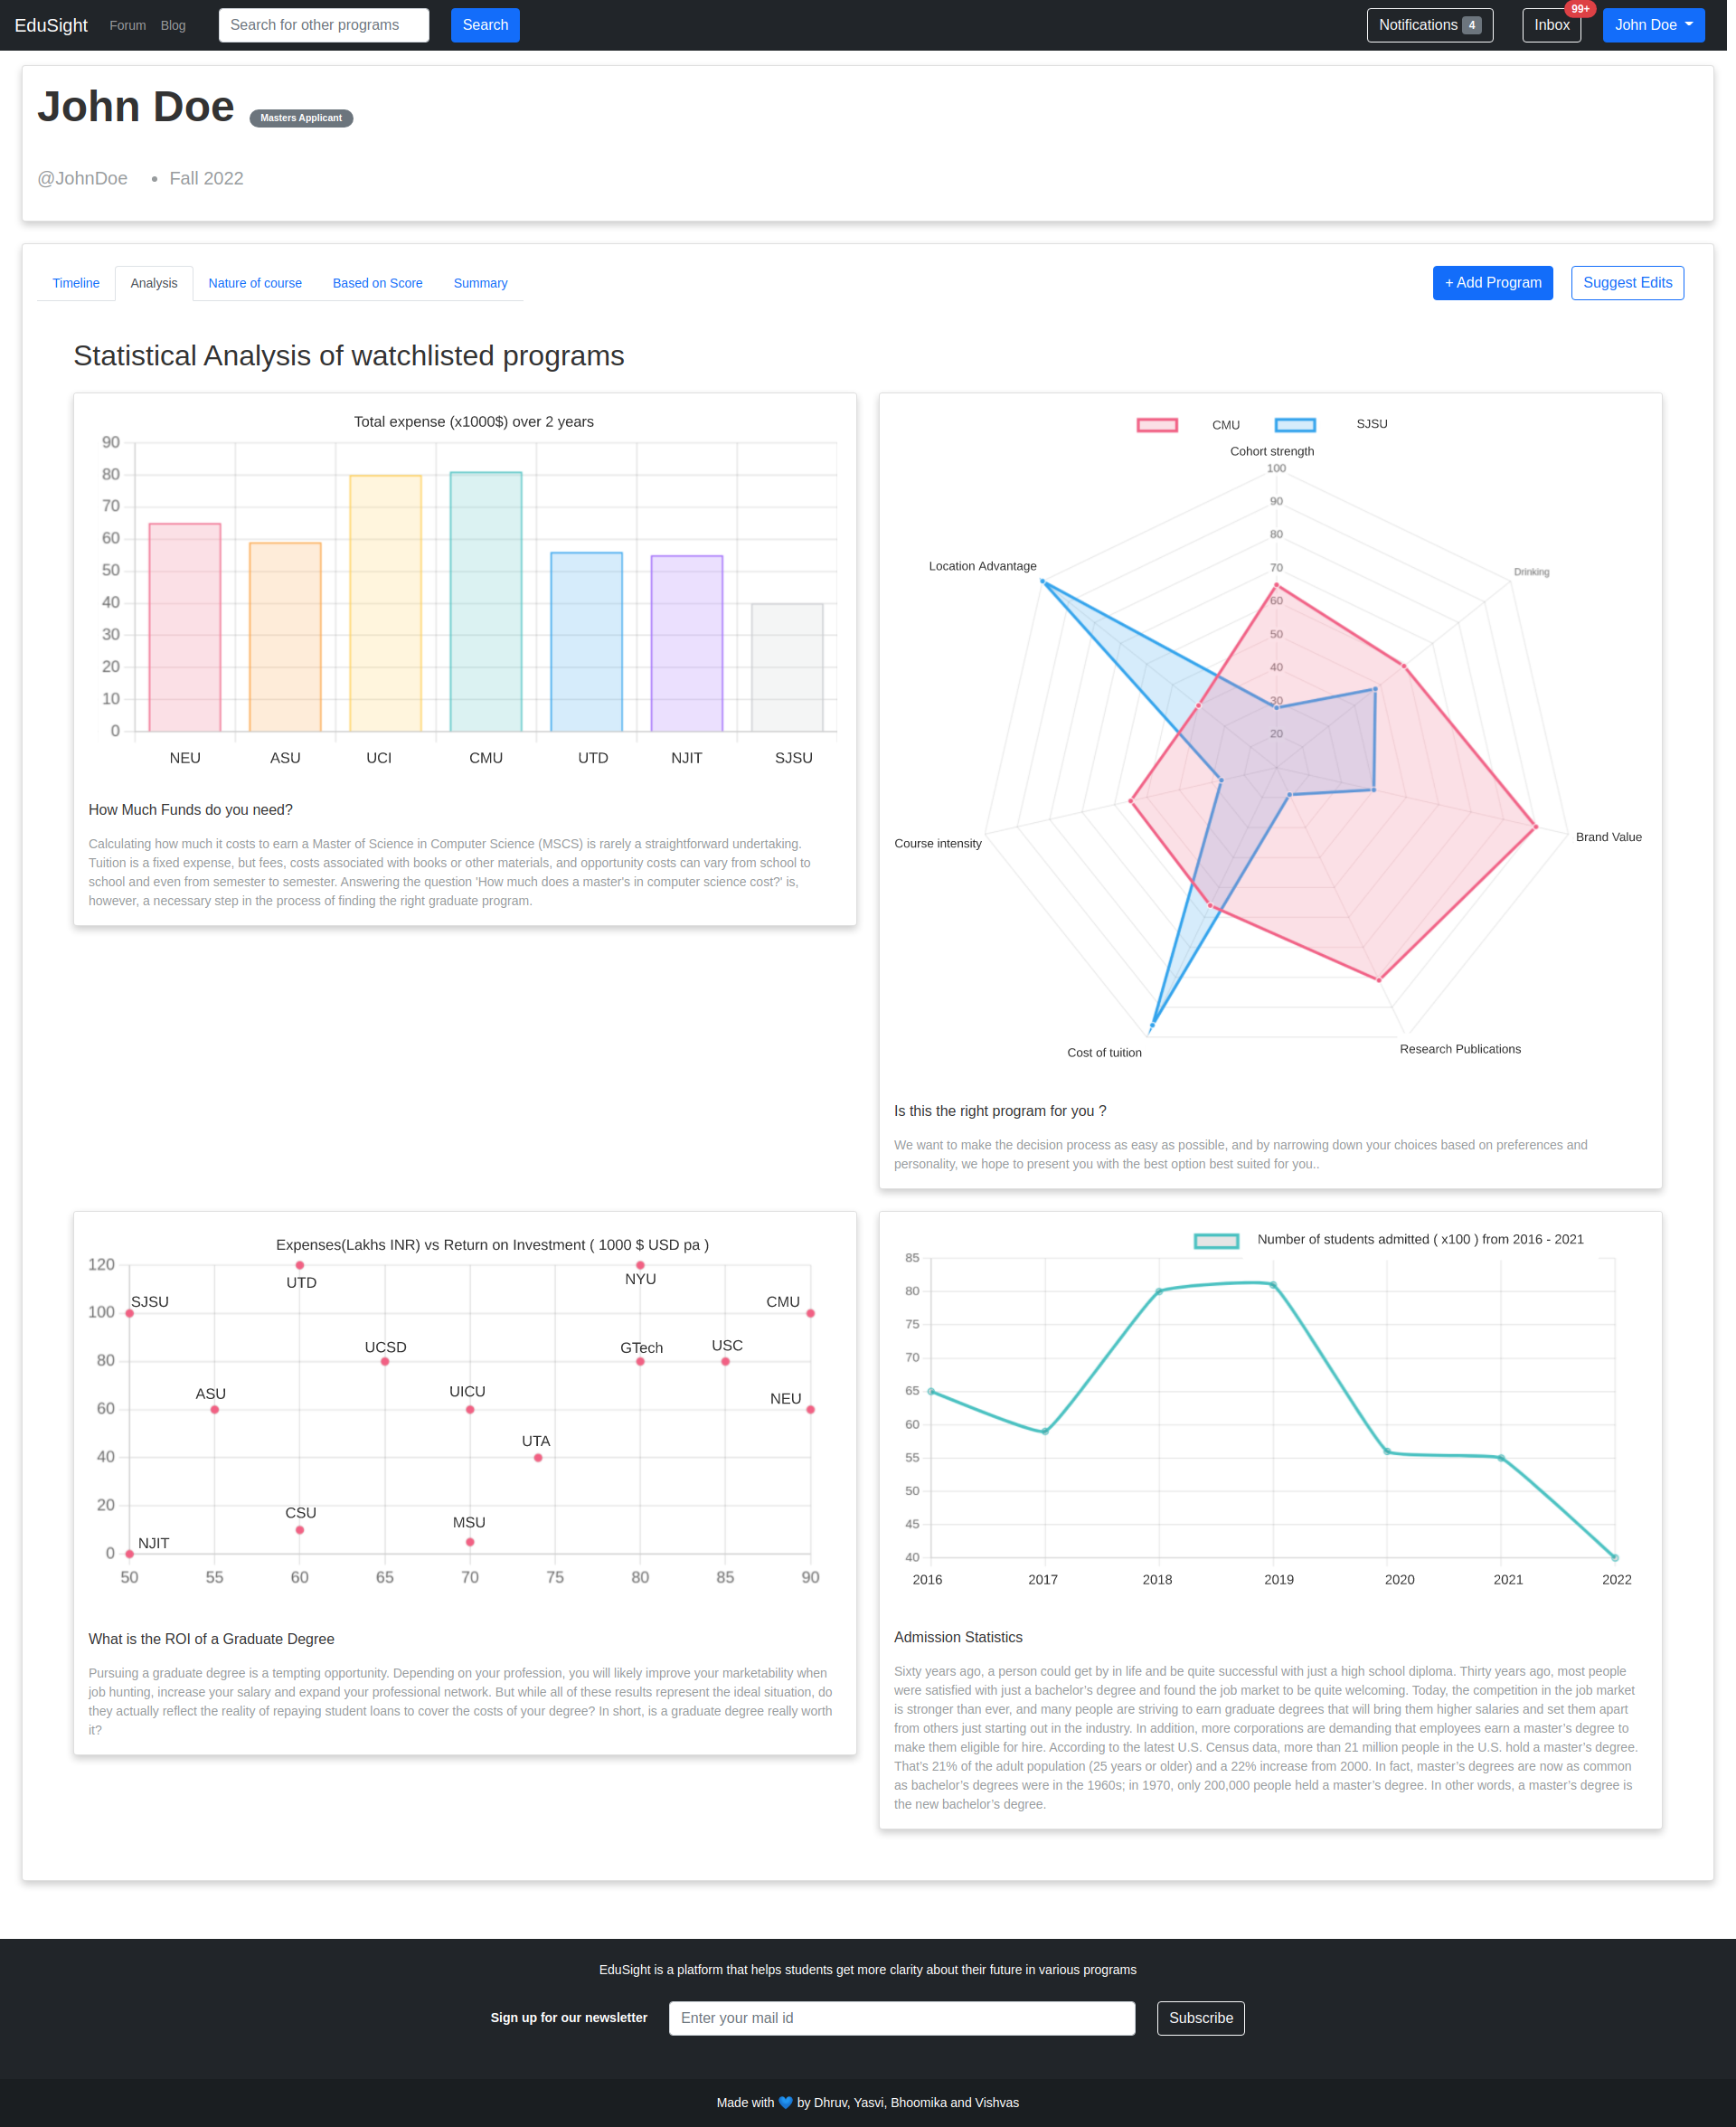 EduSight Forum Blog Search for other programs Search Notifications 4 Inbox 99+ John Doe
John Doe Masters Applicant
@JohnDoe • Fall 2022
Timeline Analysis Nature of course Based on Score Summary + Add Program Suggest Edits
Statistical Analysis of watchlisted programs
Total expense (x1000$) over 2 years
90
80
70
60
50
40
30
20
10
0
NEU ASU UCI CMU UTD NJIT SJSU
How Much Funds do you need?
Calculating how much it costs to earn a Master of Science in Computer Science (MSCS) is rarely a straightforward undertaking.
Tuition is a fixed expense, but fees, costs associated with books or other materials, and opportunity costs can vary from school to
school and even from semester to semester. Answering the question 'How much does a master's in computer science cost?' is,
however, a necessary step in the process of finding the right graduate program.
CMU SJSU
Cohort strength
100
90
80
70
60
50
40
30
20
Location Advantage
Drinking
Course intensity
Brand Value
Cost of tuition
Research Publications
Is this the right program for you ?
We want to make the decision process as easy as possible, and by narrowing down your choices based on preferences and
personality, we hope to present you with the best option best suited for you..
Expenses(Lakhs INR) vs Return on Investment ( 1000 $ USD pa )
120
100
80
60
40
20
0
UTD
NYU
SJSU
CMU
UCSD
GTech
USC
ASU
UICU
NEU
UTA
CSU
MSU
NJIT
50 55 60 65 70 75 80 85 90
What is the ROI of a Graduate Degree
Pursuing a graduate degree is a tempting opportunity. Depending on your profession, you will likely improve your marketability when
job hunting, increase your salary and expand your professional network. But while all of these results represent the ideal situation, do
they actually reflect the reality of repaying student loans to cover the costs of your degree? In short, is a graduate degree really worth
it?
Number of students admitted ( x100 ) from 2016 - 2021
85
80
75
70
65
60
55
50
45
40
2016 2017 2018 2019 2020 2021 2022
Admission Statistics
Sixty years ago, a person could get by in life and be quite successful with just a high school diploma. Thirty years ago, most people
were satisfied with just a bachelor’s degree and found the job market to be quite welcoming. Today, the competition in the job market
is stronger than ever, and many people are striving to earn graduate degrees that will bring them higher salaries and set them apart
from others just starting out in the industry. In addition, more corporations are demanding that employees earn a master’s degree to
make them eligible for hire. According to the latest U.S. Census data, more than 21 million people in the U.S. hold a master’s degree.
That’s 21% of the adult population (25 years or older) and a 22% increase from 2000. In fact, master’s degrees are now as common
as bachelor’s degrees were in the 1960s; in 1970, only 200,000 people held a master’s degree. In other words, a master’s degree is
the new bachelor’s degree.
EduSight is a platform that helps students get more clarity about their future in various programs
Sign up for our newsletter Enter your mail id Subscribe
Made with 💙 by Dhruv, Yasvi, Bhoomika and Vishvas